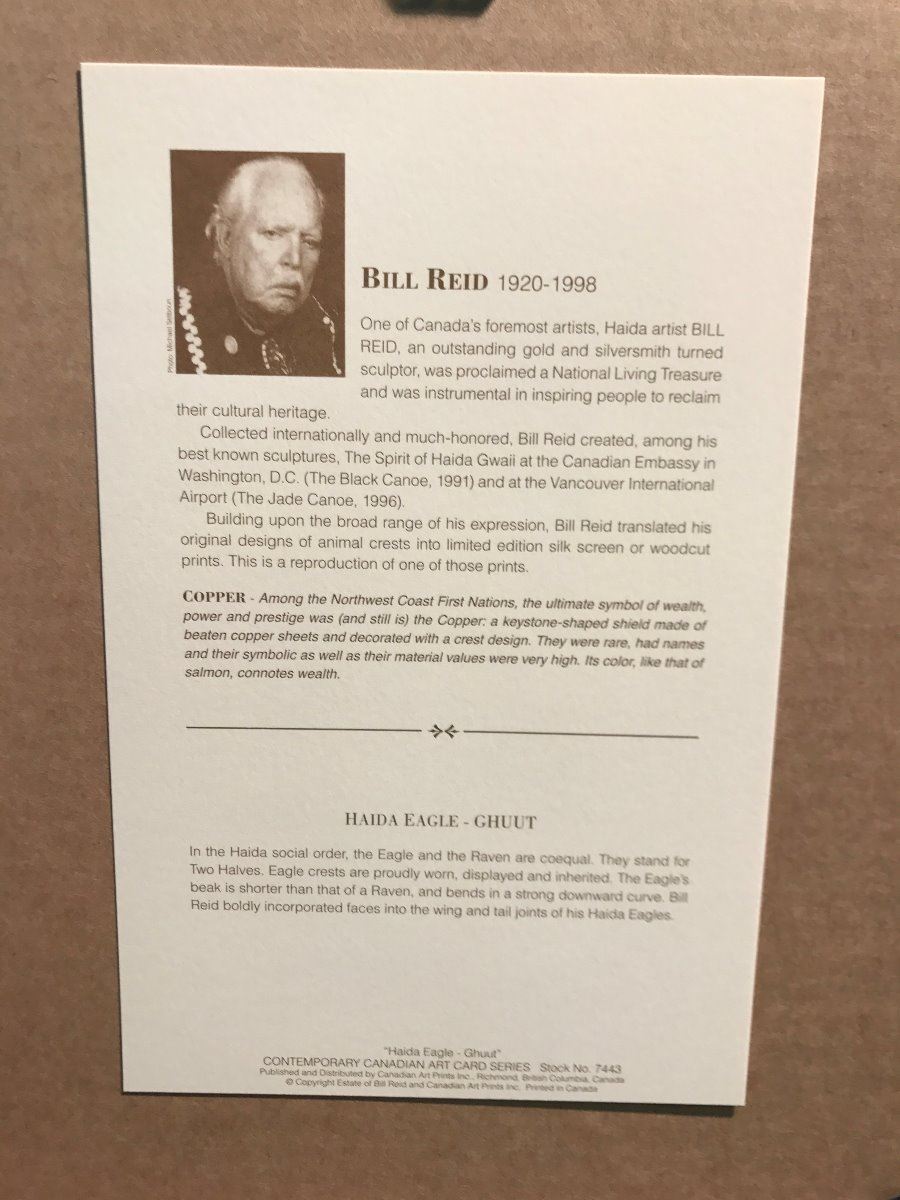 BILL REID 1920-1998
One of Canada's foremost artists, Haida artist BILL
REID, an outstanding gold and silversmith turned
sculptor, was proclaimed a National Living Treasure
and was instrumental in inspiring people to reclaim
their cultural heritage.
Collected internationally and much-honored, Bill Reid created, among his
best known sculptures, The Spirit of Haida Gwaii at the Canadian Embassy in
Washington, D.C. (The Black Canoe, 1991) and at the Vancouver International
Airport (The Jade Canoe, 1996).
Building upon the broad range of his expression, Bill Reid translated his
original designs of animal crests into limited edition silk screen or woodcut
prints. This is a reproduction of one of those prints.
COPPER - Among the Northwest Coast First Nations, the ultimate symbol of wealth,
power and prestige was (and still is) the Copper: a keystone-shaped shield made of
beaten copper sheets and decorated with a crest design. They were rare, had names
and their symbolic as well as their material values were very high. Its color, like that of
salmon, connotes wealth.
HAIDA EAGLE - GHUUT
In the Haida social order, the Eagle and the Raven are coequal. They stand for
Two Halves. Eagle crests are proudly worn, displayed and inherited. The Eagle's
beak is shorter than that of a Raven, and bends in a strong downward curve. Bill
Reid boldly incorporated faces into the wing and tail joints of his Haida Eagles.
"Haida Eagle - Ghuut"
CONTEMPORARY CANADIAN ART CARD SERIES Stock No. 7443
Published and Distributed by Canadian Art Prints Inc., Richmond, British Columbia, Canada
© Copyright Estate of Bill Reid and Canadian Art Prints Inc. Printed in Canada
Photo: Michael